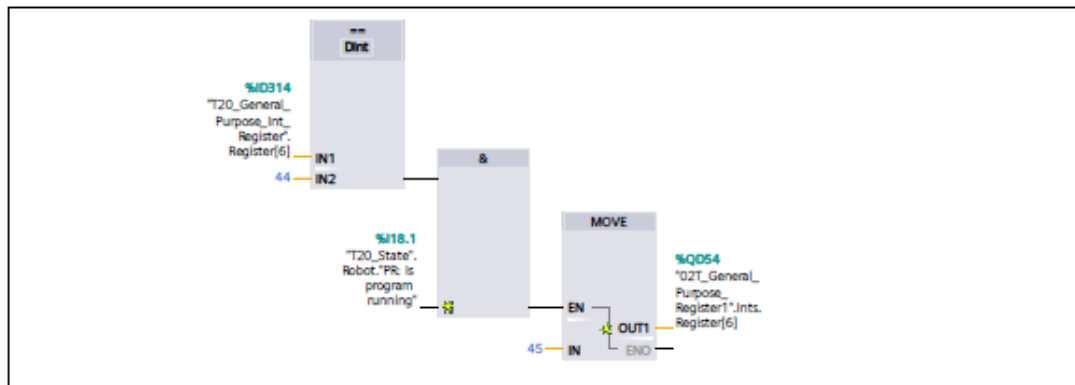 ==
DInt
%ID314
"T20_General_
Purpose_Int_
Register".
Register[6]
IN1
44
IN2
&
%I18.1
"T20_State".
Robot."PR: Is
program
running"
MOVE
EN
45
IN
OUT1
ENO
%QD54
"02T_General_
Purpose_
Register1".Ints.
Register[6]